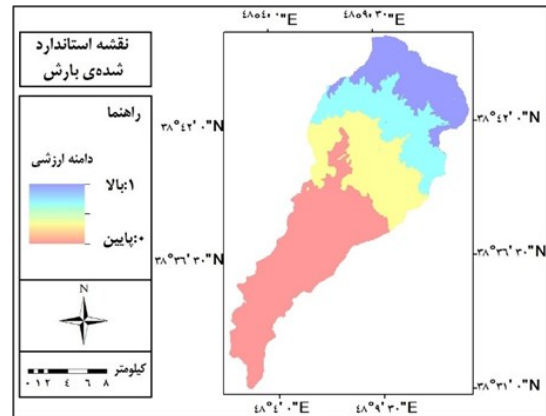 نقشه استاندارد
شده‌ی بارش
راهنما
دامنه ارزشی
بالا:۱
پایین:۰
N
۰ ۱ ۲ ۴ ۶ ۸ کیلومتر
۴۸°۴'۰"E ۴۸°۹'۳۰"E
۳۸°۴۲'۰"N ۳۸°۴۲'۰"N
۳۸°۳۶'۳۰"N ۳۸°۳۶'۳۰"N
۳۸°۳۱'۰"N
۴۸°۴'۰"E ۴۸°۹'۳۰"E